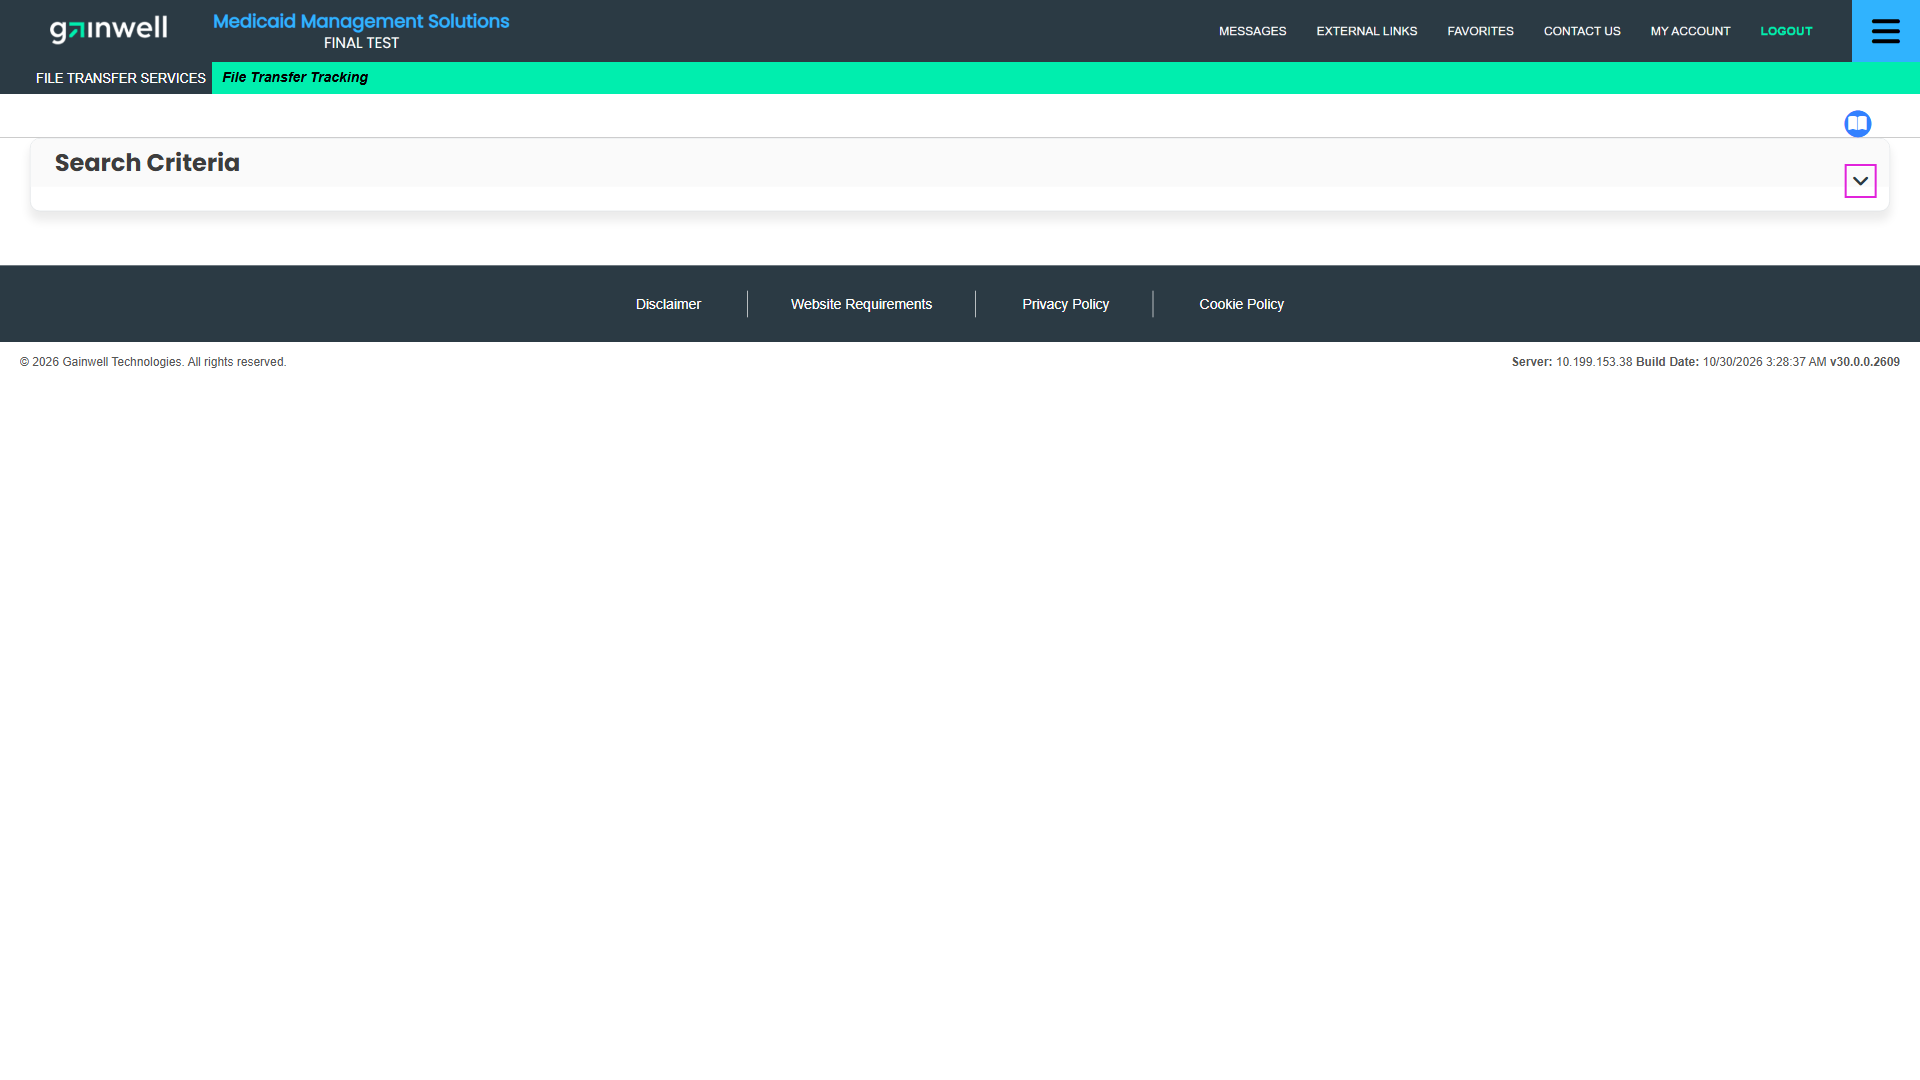 gainwell
Medicaid Management Solutions
FINAL TEST
MESSAGES EXTERNAL LINKS FAVORITES CONTACT US MY ACCOUNT LOGOUT
FILE TRANSFER SERVICES File Transfer Tracking
Search Criteria
Disclaimer Website Requirements Privacy Policy Cookie Policy
© 2026 Gainwell Technologies. All rights reserved. Server: 10.199.153.38 Build Date: 10/30/2026 3:28:37 AM v30.0.0.2609